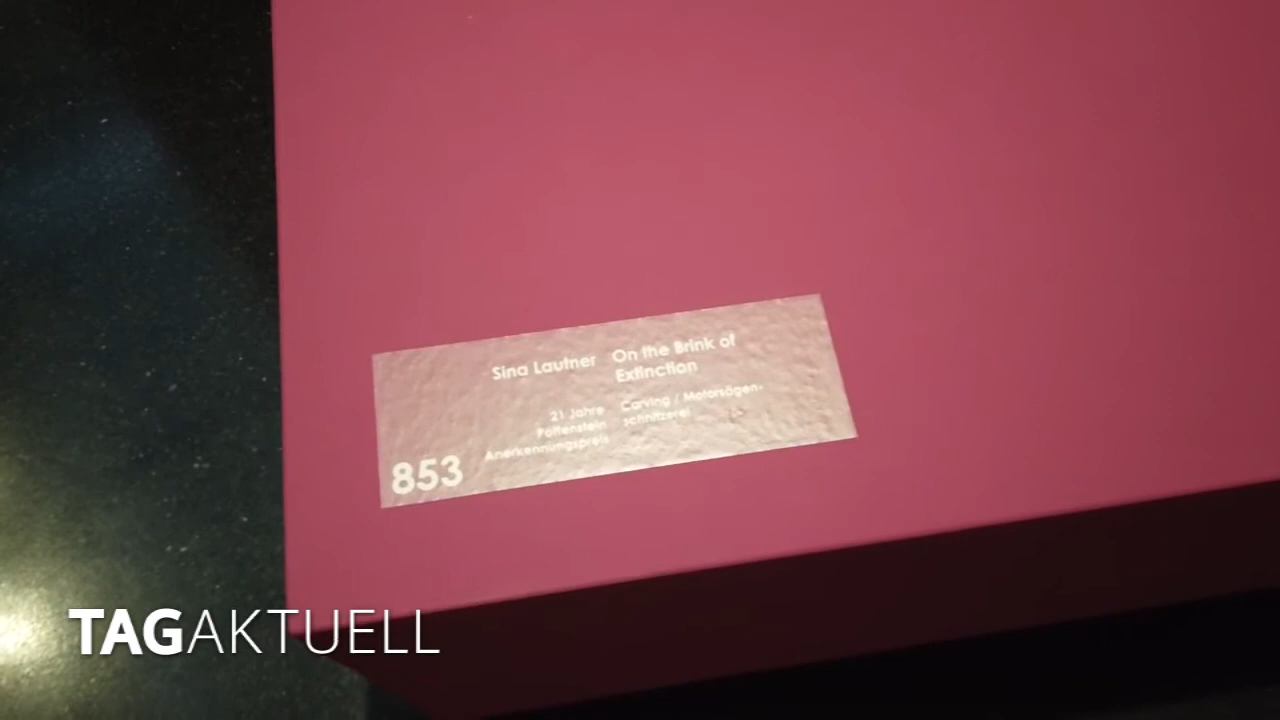 Sina Lautner
On the Brink of
Extinction
21 Jahre
Pottenstein
Anerkennungspreis
Carving / Motorsägen-
schnitzerei
853
TAGAKTUELL